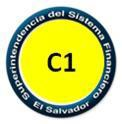 Superintendencia del Sistema Financiero
C1
El Salvador